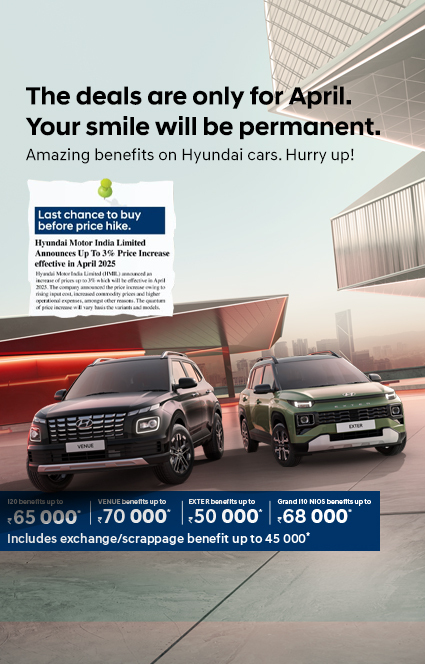 The deals are only for April.
Your smile will be permanent.
Amazing benefits on Hyundai cars. Hurry up!
Last chance to buy
before price hike.
Hyundai Motor India Limited
Announces Up To 3% Price Increase
effective in April 2025
Hyundai Motor India Limited (HMIL) announced an
increase of prices up to 3% which will be effective in April
2025. The company announced the price increase owing to
rising input cost, increased commodity prices and higher
operational expenses, amongst other reasons. The quantum
of price increase will vary basis the variants and models.
VENUE
EXTER
i20 benefits up to
₹65 000*
VENUE benefits up to
₹70 000*
EXTER benefits up to
₹50 000*
Grand i10 NIOS benefits up to
₹68 000*
Includes exchange/scrappage benefit up to 45 000*